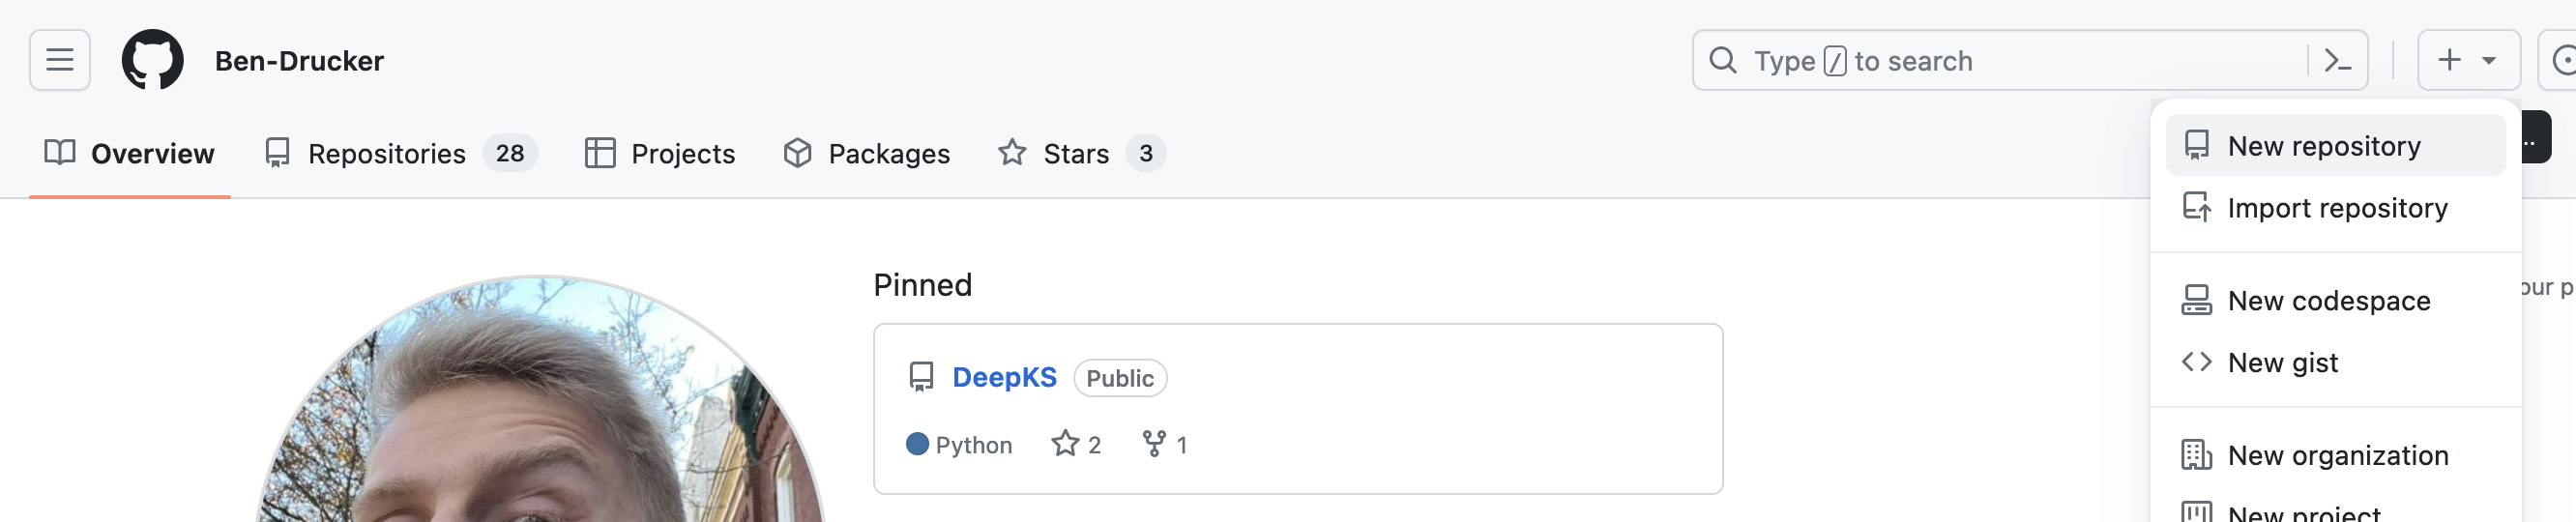 Ben-Drucker
Type / to search
Overview
Repositories 28
Projects
Packages
Stars 3
New repository
Import repository
New codespace
New gist
New organization
New project
Pinned
DeepKS Public
Python 2 1
our p